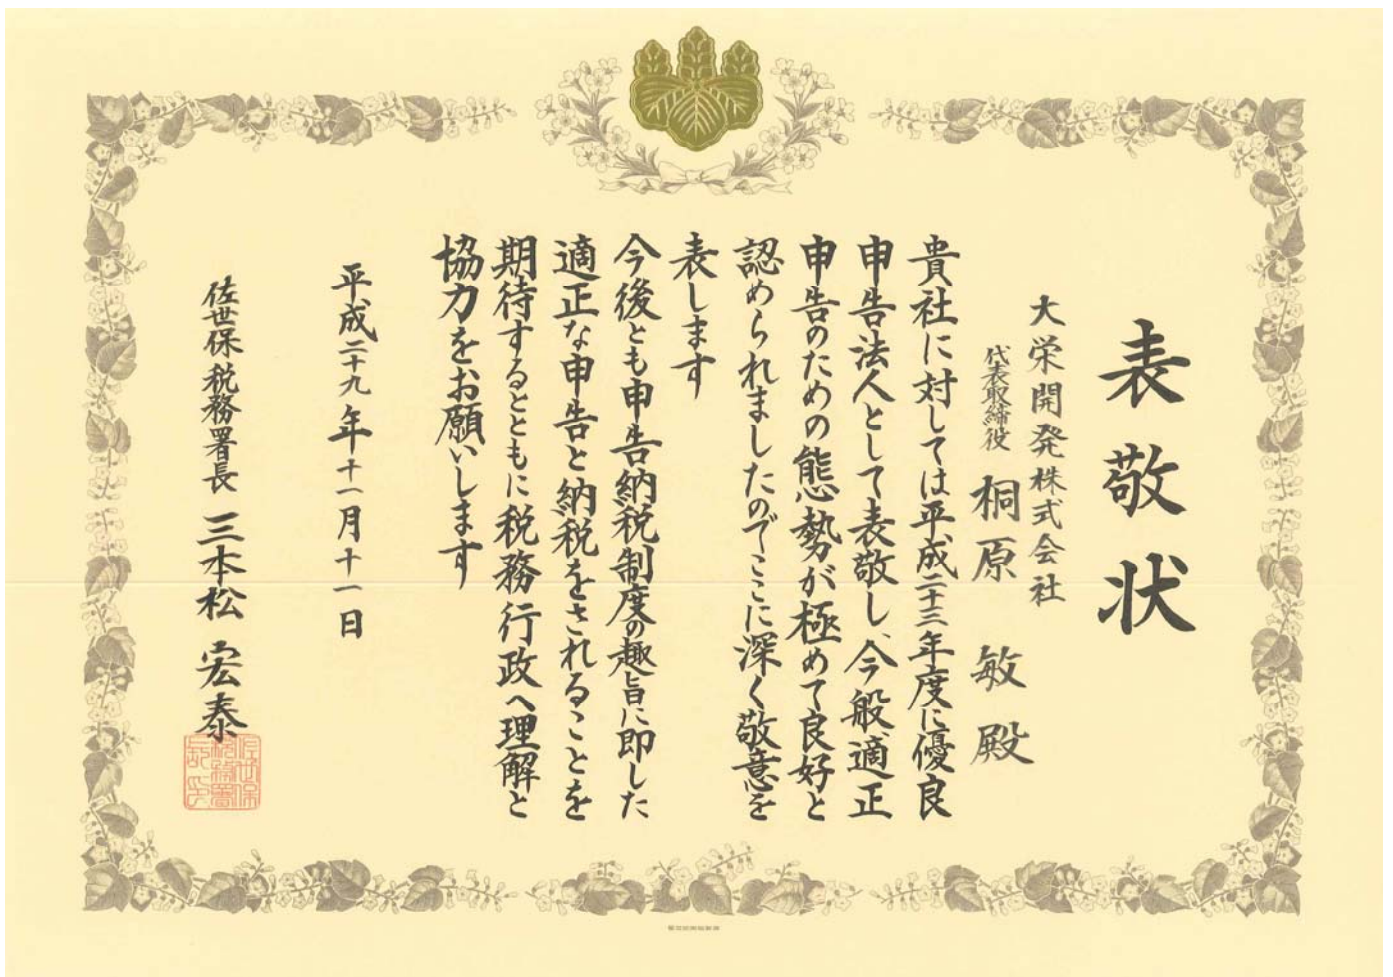 表敬状
大栄開発株式会社
代表取締役 桐原 敏 殿
貴社に対しては平成二十三年度に優良
申告法人として表敬し、今般適正
申告のための態勢が極めて良好と
認められましたのでここに深く敬意を
表します
今後とも申告納税制度の趣旨に即した
適正な申告と納税をされることを
期待するとともに税務行政へ理解と
協力をお願いします
平成二十九年十一月十一日
佐世保税務署長 三本松 宏泰
佐世保
税務署
長印